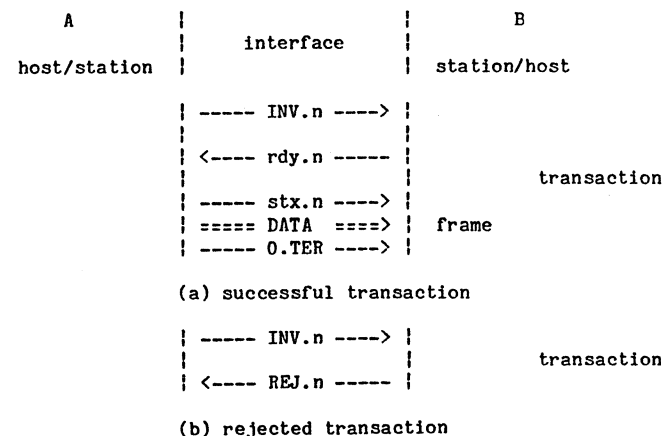 A ¦ ¦ B
¦ interface ¦
host/station ¦ ¦ station/host
¦ ----- INV.n ----> ¦
¦ <---- rdy.n ----- ¦
transaction
¦ ----- stx.n ----> ¦
¦ ===== DATA ====> ¦ frame
¦ ----- 0.TER ----> ¦
(a) successful transaction
¦ ----- INV.n ----> ¦
transaction
¦ <---- REJ.n ----- ¦
(b) rejected transaction